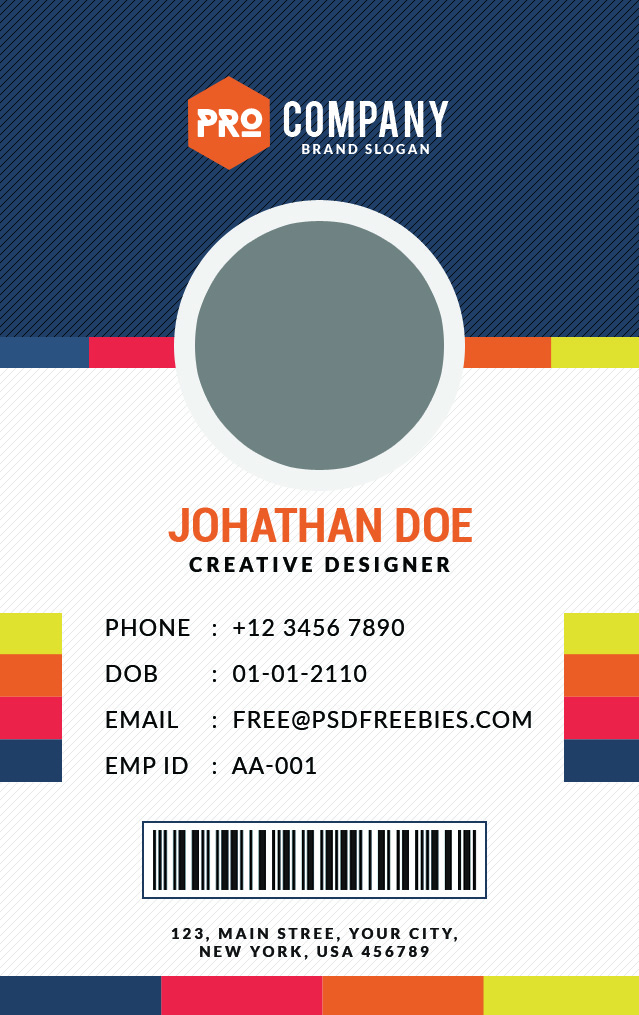 PRO COMPANY
BRAND SLOGAN
JOHATHAN DOE
CREATIVE DESIGNER
PHONE : +12 3456 7890
DOB : 01-01-2110
EMAIL : FREE@PSDFREEBIES.COM
EMP ID : AA-001
123, MAIN STREE, YOUR CITY,
NEW YORK, USA 456789